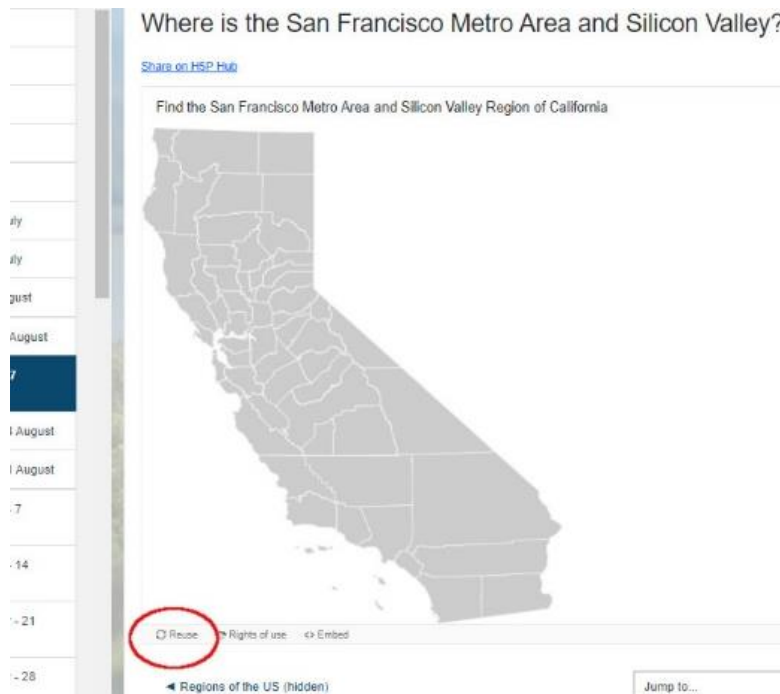 Where is the San Francisco Metro Area and Silicon Valley?
Share on H5P Hub
Find the San Francisco Metro Area and Silicon Valley Region of California
August
7
August
August
- 7
- 14
- 21
- 28
Reuse
Rights of use
<> Embed
◄ Regions of the US (hidden)
Jump to...